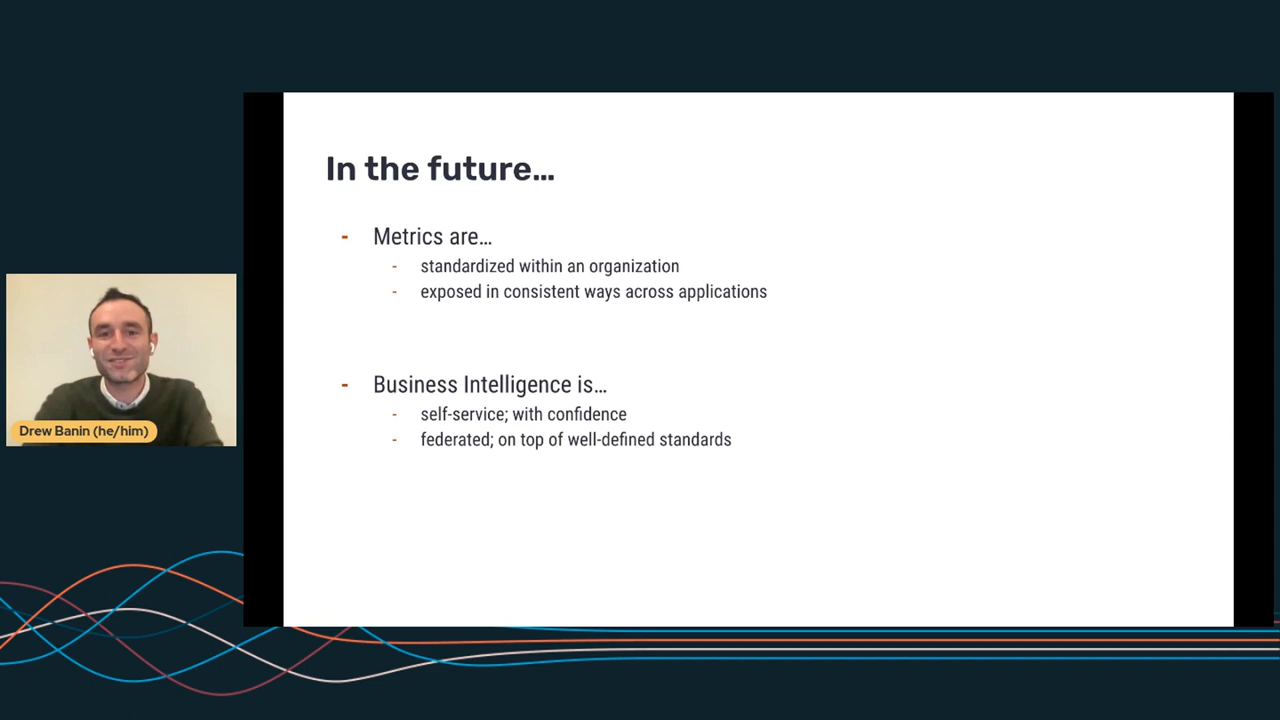 In the future…
- Metrics are…
- standardized within an organization
- exposed in consistent ways across applications
- Business Intelligence is…
- self-service; with confidence
- federated; on top of well-defined standards
Drew Banin (he/him)